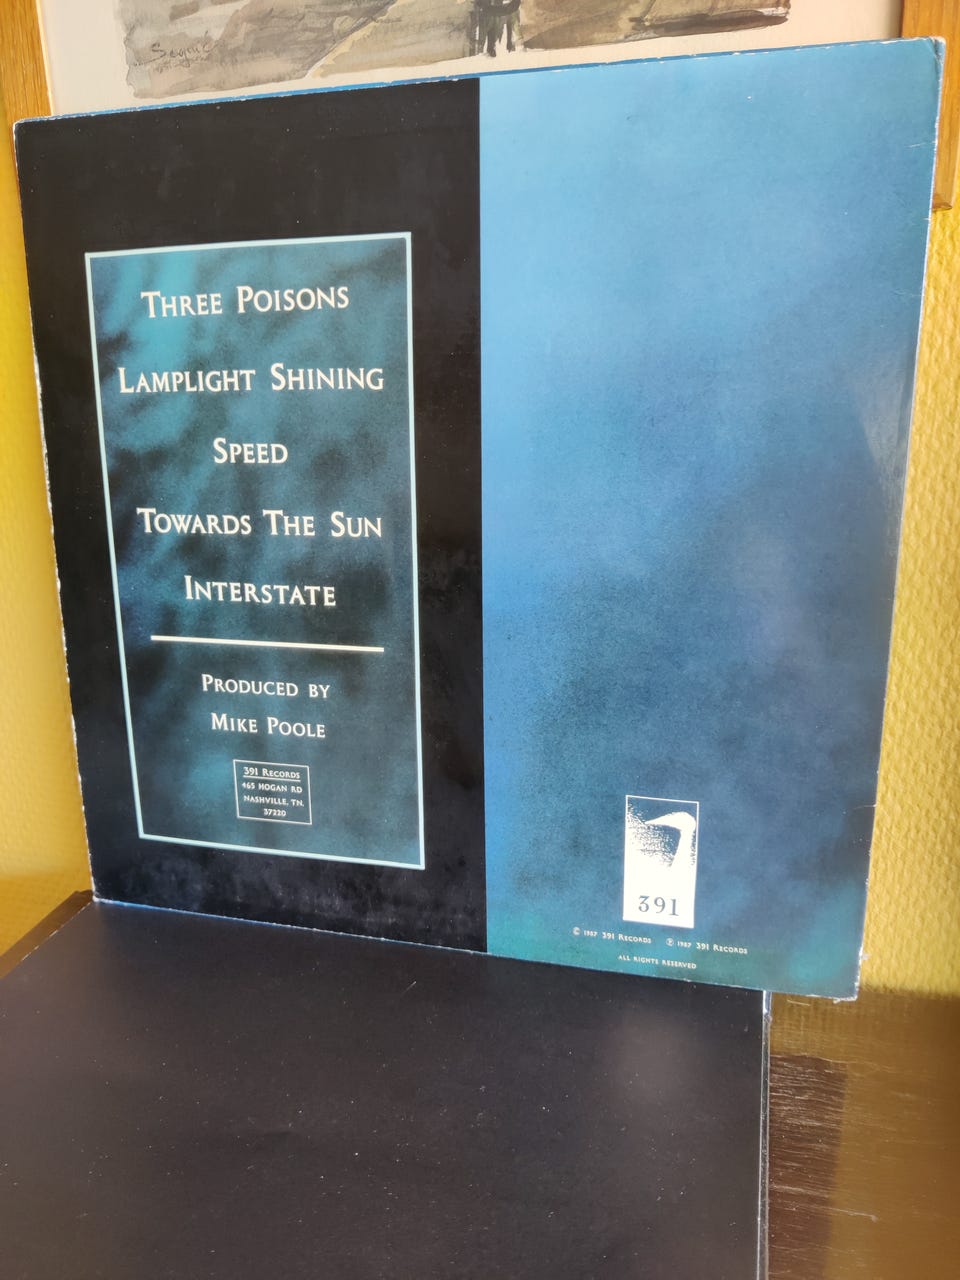 Three Poisons
Lamplight Shining
Speed
Towards The Sun
Interstate
Produced by
Mike Poole
391 Records
465 Hogan Rd
Nashville, TN.
37220
391
© 1987 391 Records ℗ 1987 391 Records
All Rights Reserved